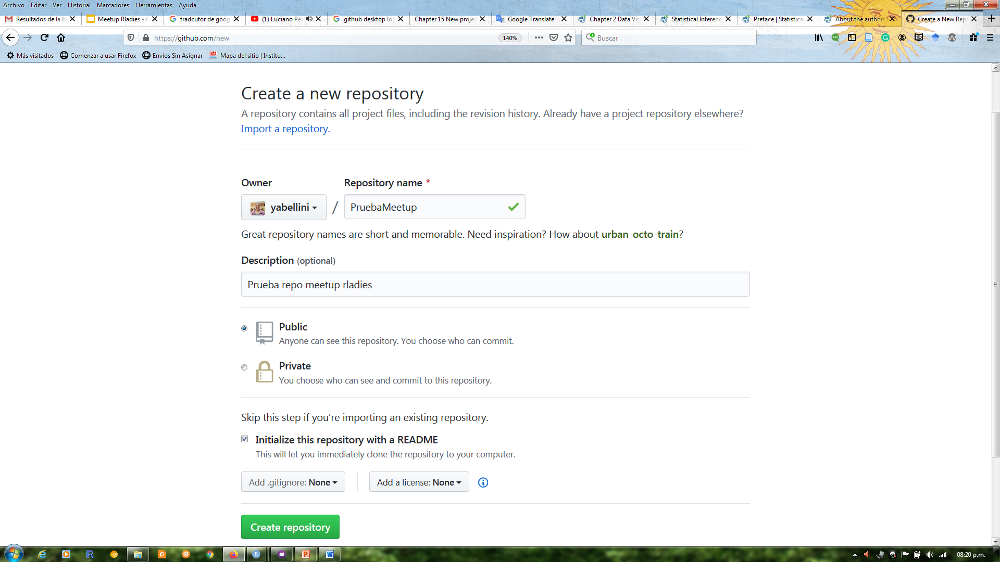 Archivo Editar Ver Historial Marcadores Herramientas Ayuda
Resultados de la b Meetup Rladies - C tradcutor de goog (1) Luciano Per github desktop log Chapter 15 New projec Google Translate Chapter 2 Data Vis Statistical Inferenc Preface | Statistical About the authors Create a New Repo
https://github.com/new 140% Buscar
Más visitados Comenzar a usar Firefox Envíos Sin Asignar INTA Mapa del sitio | Institu...
Create a new repository
A repository contains all project files, including the revision history. Already have a project repository elsewhere?
Import a repository.
Owner Repository name *
yabellini / PruebaMeetup
Great repository names are short and memorable. Need inspiration? How about urban-octo-train?
Description (optional)
Prueba repo meetup rladies
Public
Anyone can see this repository. You choose who can commit.
Private
You choose who can see and commit to this repository.
Skip this step if you’re importing an existing repository.
Initialize this repository with a README
This will let you immediately clone the repository to your computer.
Add .gitignore: None Add a license: None
Create repository
08:20 p.m.